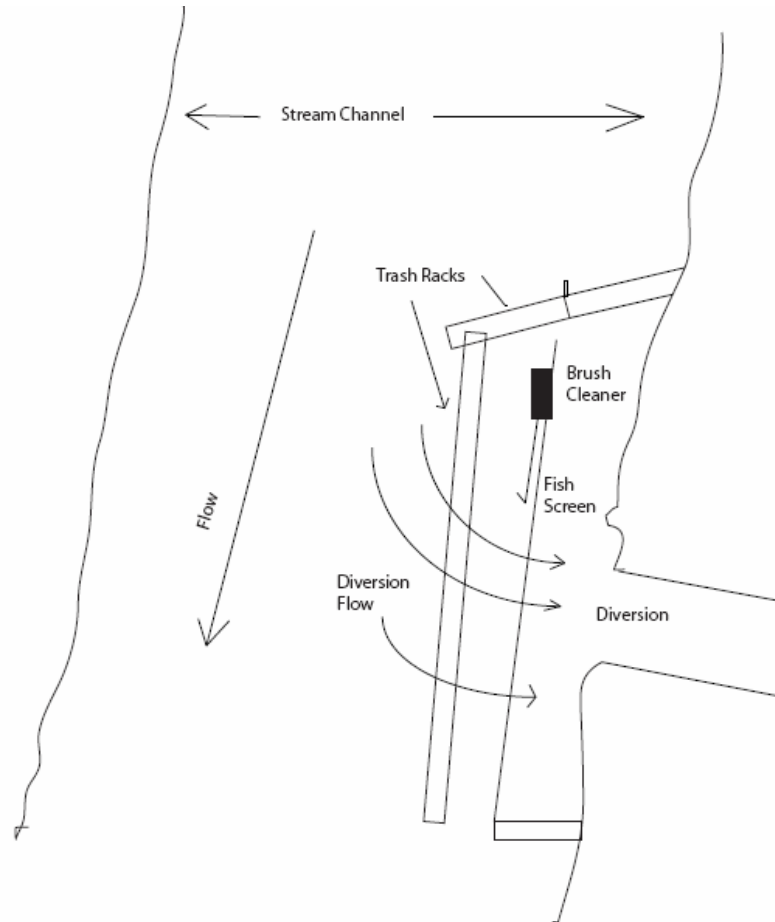 Stream Channel
Trash Racks
Brush
Cleaner
Fish
Screen
Flow
Diversion
Flow
Diversion